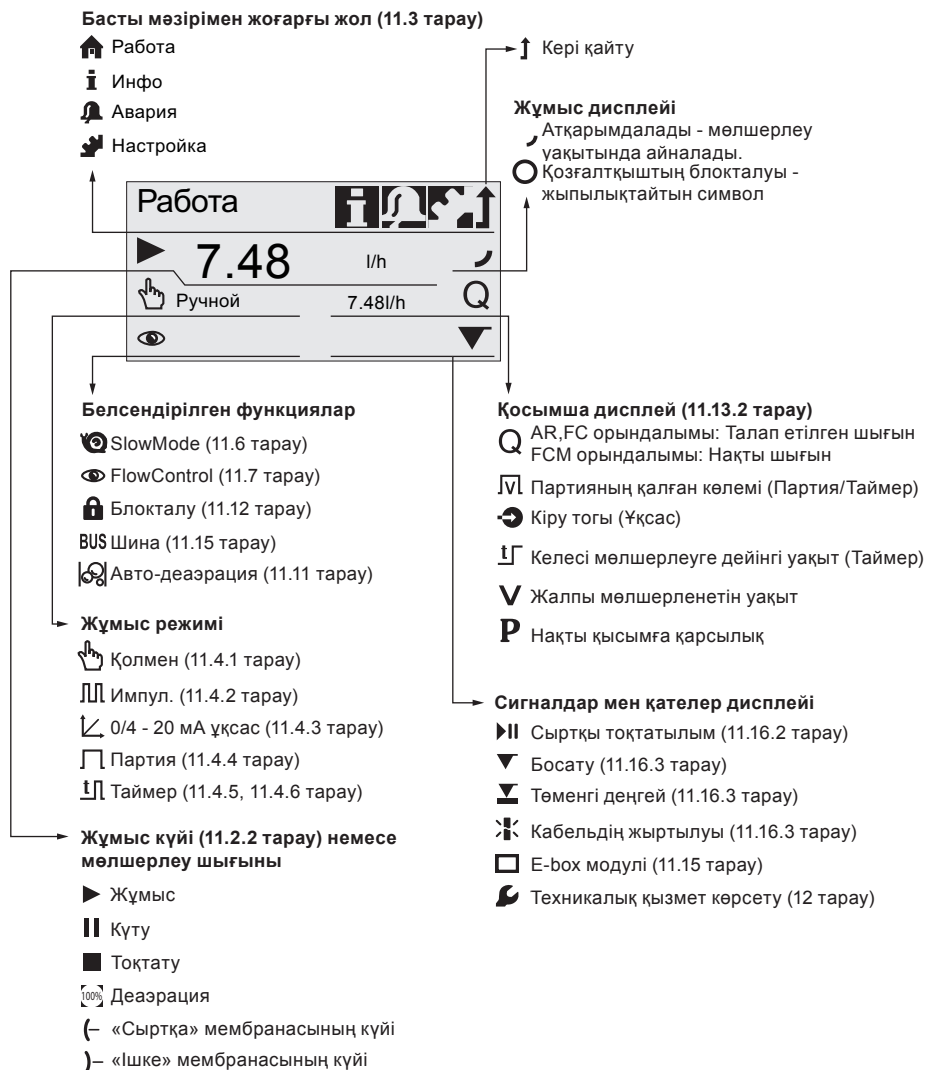 Басты мәзірімен жоғарғы жол (11.3 тарау)
Работа
Инфо
Авария
Настройка
Кері қайту
Жұмыс дисплейі
Атқарымдалады - мөлшерлеу
уақытында айналады.
Қозғалтқыштың блокталуы -
жыпылықтайтын символ
Работа
7.48 l/h
Ручной 7.48l/h
Q
Белсендірілген функциялар
SlowMode (11.6 тарау)
FlowControl (11.7 тарау)
Блокталу (11.12 тарау)
BUS Шина (11.15 тарау)
Авто-деаэрация (11.11 тарау)
Жұмыс режимі
Қолмен (11.4.1 тарау)
Импул. (11.4.2 тарау)
0/4 - 20 мА ұқсас (11.4.3 тарау)
Партия (11.4.4 тарау)
t Таймер (11.4.5, 11.4.6 тарау)
Жұмыс күйі (11.2.2 тарау) немесе
мөлшерлеу шығыны
Жұмыс
Күту
Тоқтату
100% Деаэрация
«Сыртқа» мембранасының күйі
«Ішке» мембранасының күйі
Қосымша дисплей (11.13.2 тарау)
Q AR,FC орындалымы: Талап етілген шығын
FCM орындалымы: Нақты шығын
V Партияның қалған көлемі (Партия/Таймер)
Кіру тогы (Ұқсас)
t Келесі мөлшерлеуге дейінгі уақыт (Таймер)
V Жалпы мөлшерленетін уақыт
P Нақты қысымға қарсылық
Сигналдар мен қателер дисплейі
Сыртқы тоқтатылым (11.16.2 тарау)
Босату (11.16.3 тарау)
Төменгі деңгей (11.16.3 тарау)
Кабельдің жыртылуы (11.16.3 тарау)
E-box модулі (11.15 тарау)
Техникалық қызмет көрсету (12 тарау)